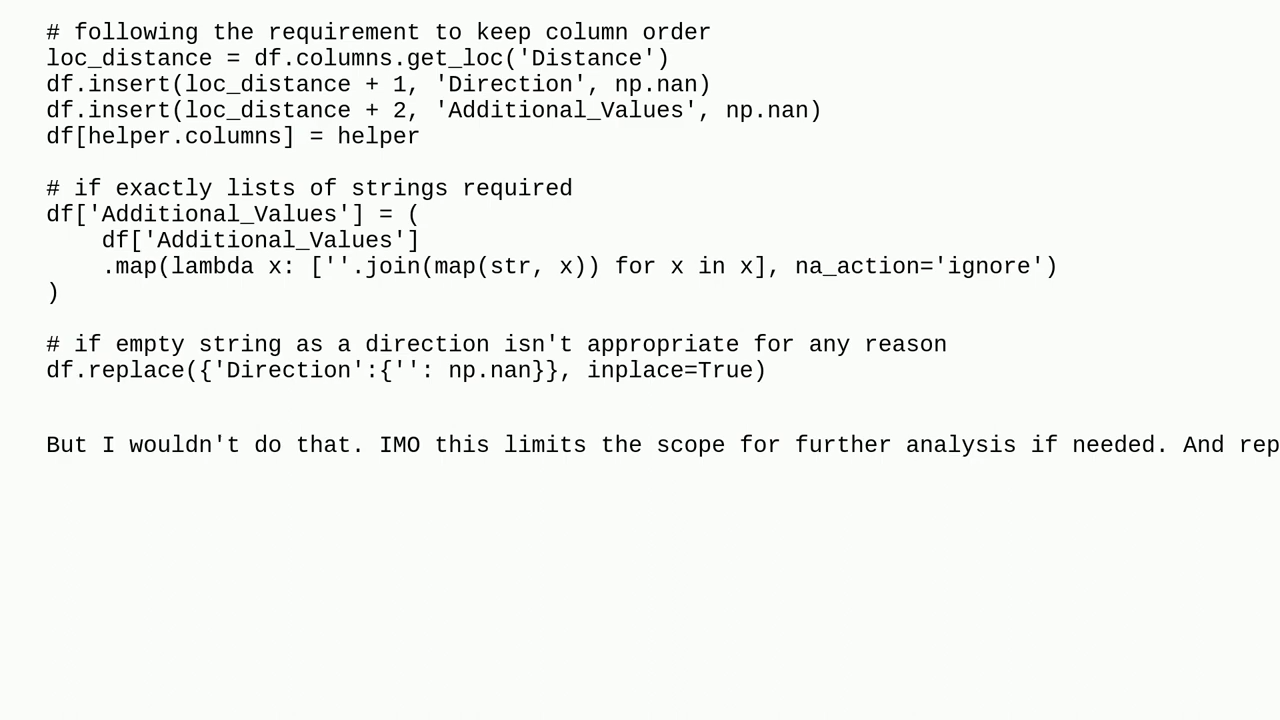 # following the requirement to keep column order
loc_distance = df.columns.get_loc('Distance')
df.insert(loc_distance + 1, 'Direction', np.nan)
df.insert(loc_distance + 2, 'Additional_Values', np.nan)
df[helper.columns] = helper

# if exactly lists of strings required
df['Additional_Values'] = (
    df['Additional_Values']
    .map(lambda x: [''.join(map(str, x)) for x in x], na_action='ignore')
)

# if empty string as a direction isn't appropriate for any reason
df.replace({'Direction':{'': np.nan}}, inplace=True)

But I wouldn't do that. IMO this limits the scope for further analysis if needed. And